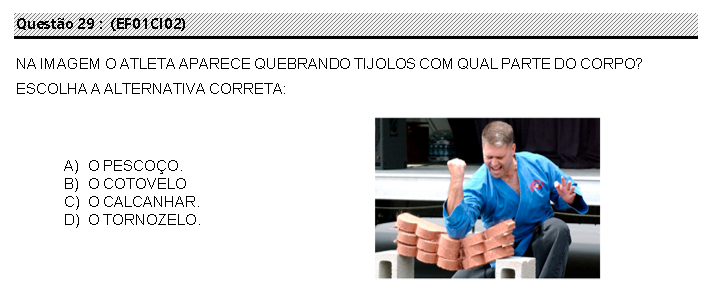 Questão 29 : (EF01CI02)
NA IMAGEM O ATLETA APARECE QUEBRANDO TIJOLOS COM QUAL PARTE DO CORPO?
ESCOLHA A ALTERNATIVA CORRETA:
A) O PESCOÇO.
B) O COTOVELO
C) O CALCANHAR.
D) O TORNOZELO.